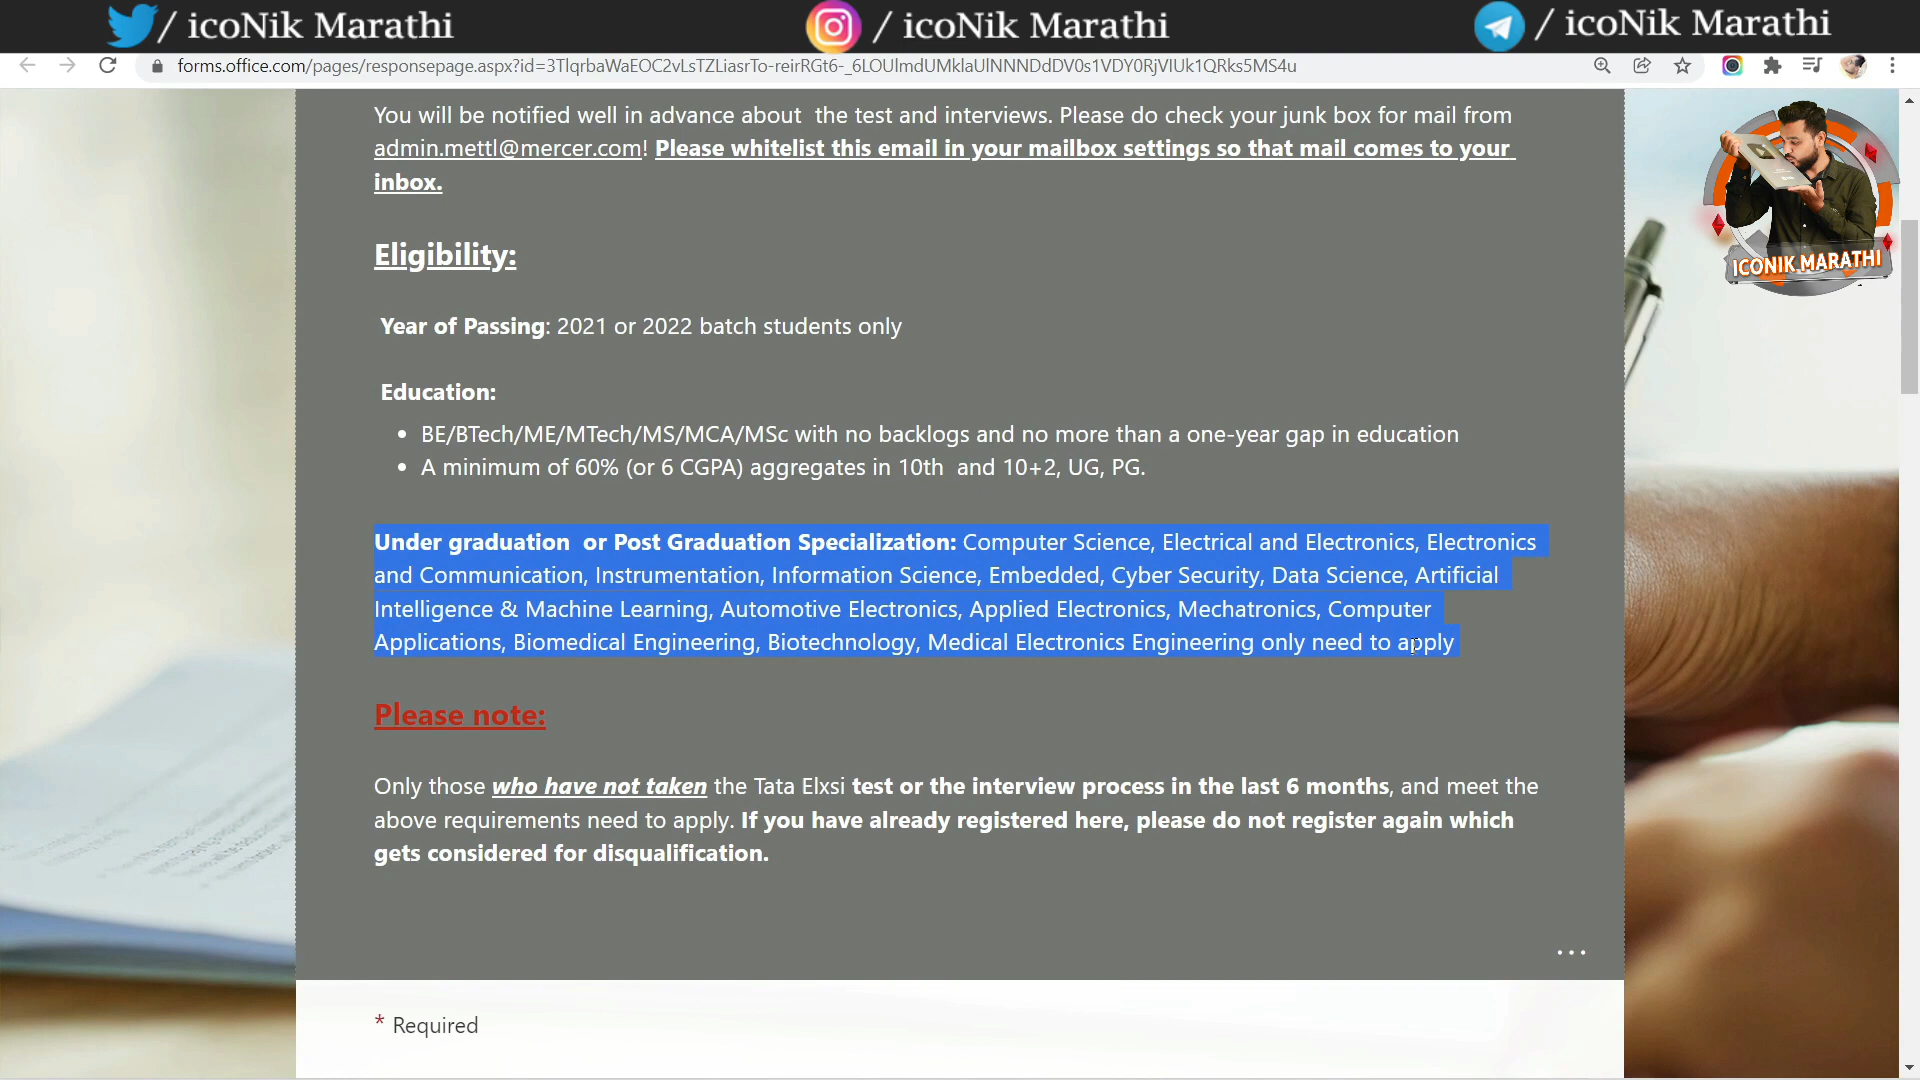 / icoNik Marathi
/ icoNik Marathi
/ icoNik Marathi
forms.office.com/pages/responsepage.aspx?id=3TlqrbaWaEOC2vLsTZLiasrTo-reirRGt6-_6LOUlmdUMklaUlNNNDdDV0s1VDY0RjVIUk1QRks5MS4u
You will be notified well in advance about the test and interviews. Please do check your junk box for mail from
admin.mettl@mercer.com! Please whitelist this email in your mailbox settings so that mail comes to your
inbox.
ICONIK MARATHI
Eligibility:
Year of Passing: 2021 or 2022 batch students only
Education:
• BE/BTech/ME/MTech/MS/MCA/MSc with no backlogs and no more than a one-year gap in education
• A minimum of 60% (or 6 CGPA) aggregates in 10th and 10+2, UG, PG.
Under graduation or Post Graduation Specialization: Computer Science, Electrical and Electronics, Electronics
and Communication, Instrumentation, Information Science, Embedded, Cyber Security, Data Science, Artificial
Intelligence & Machine Learning, Automotive Electronics, Applied Electronics, Mechatronics, Computer
Applications, Biomedical Engineering, Biotechnology, Medical Electronics Engineering only need to apply
Please note:
Only those who have not taken the Tata Elxsi test or the interview process in the last 6 months, and meet the
above requirements need to apply. If you have already registered here, please do not register again which
gets considered for disqualification.
* Required